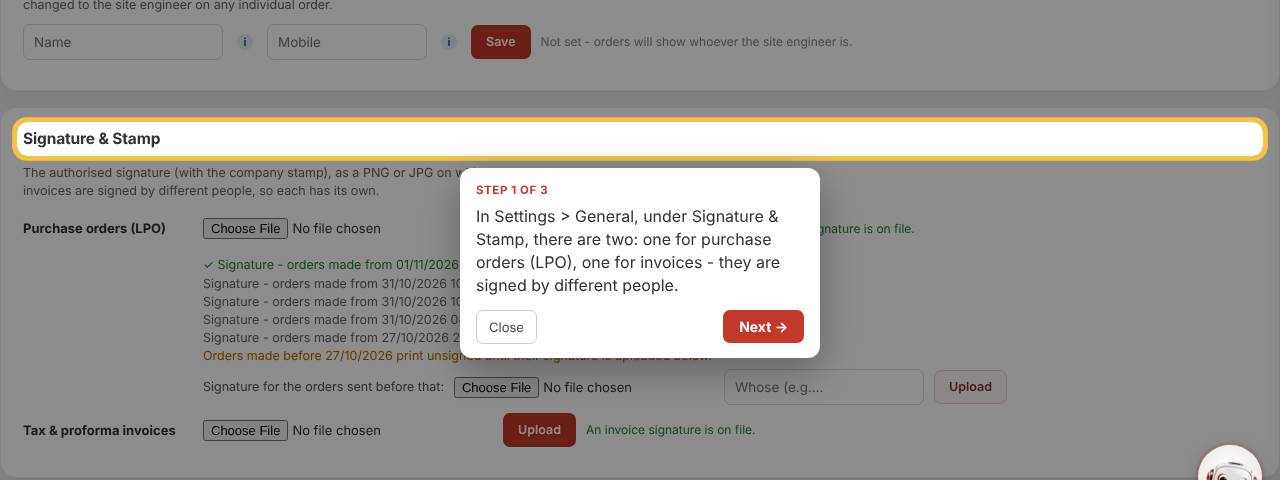 changed to the site engineer on any individual order.
Name i Mobile i Save Not set - orders will show whoever the site engineer is.
Signature & Stamp
The authorised signature (with the company stamp), as a PNG or JPG on
invoices are signed by different people, so each has its own.
STEP 1 OF 3
In Settings > General, under Signature &
Stamp, there are two: one for purchase
orders (LPO), one for invoices - they are
signed by different people.
Close Next →
Purchase orders (LPO) Choose File No file chosen signature is on file.
✓ Signature - orders made from 01/11/2026
Signature - orders made from 31/10/2026
Signature - orders made from 31/10/2026
Signature - orders made from 31/10/2026
Signature - orders made from 27/10/2026
Orders made before 27/10/2026 print unsigned until their signature is uploaded below.
Signature for the orders sent before that: Choose File No file chosen Whose (e.g.... Upload
Tax & proforma invoices Choose File No file chosen Upload An invoice signature is on file.